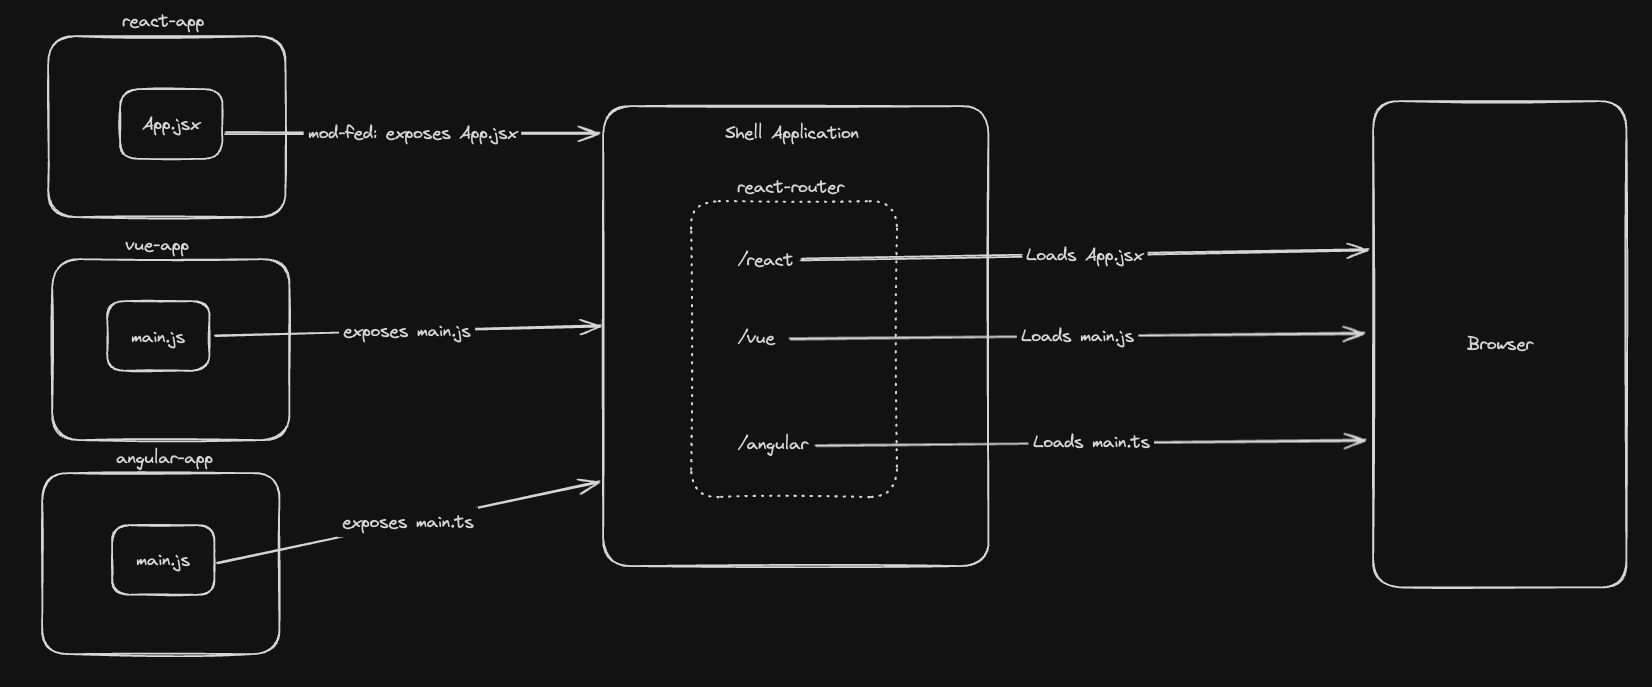 react-app
App.jsx
mod-fed: exposes App.jsx
vue-app
main.js
exposes main.js
angular-app
main.js
exposes main.ts
Shell Application
react-router
/react
Loads App.jsx
/vue
Loads main.js
/angular
Loads main.ts
Browser